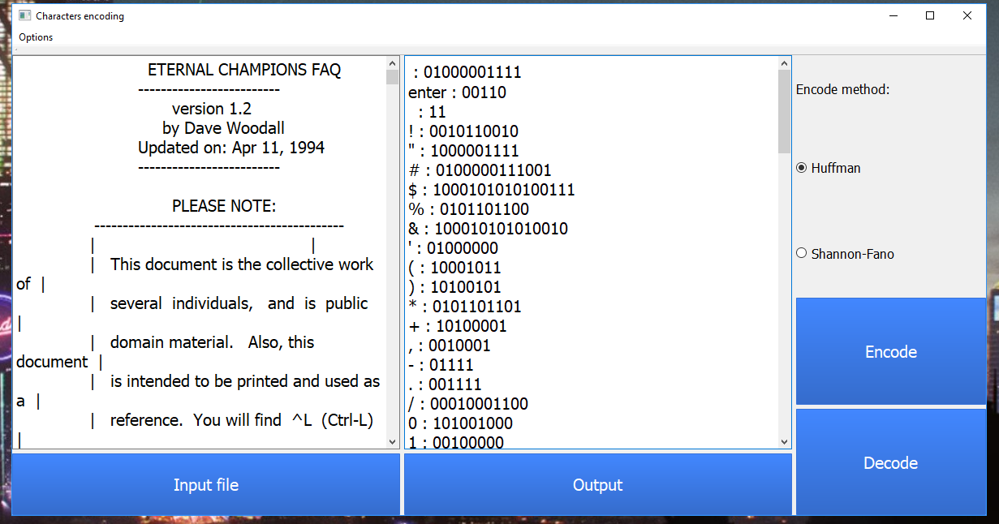 Characters encoding
Options
ETERNAL CHAMPIONS FAQ
-------------------------
version 1.2
by Dave Woodall
Updated on: Apr 11, 1994
-------------------------
PLEASE NOTE:
--------------------------------------------
| |
| This document is the collective work
of |
| several individuals, and is public
|
| domain material. Also, this
document |
| is intended to be printed and used as
a |
| reference. You will find ^L (Ctrl-L)
|
: 01000001111
enter : 00110
: 11
! : 0010110010
" : 1000001111
# : 0100000111001
$ : 1000101010100111
% : 0101101100
& : 100010101010010
' : 01000000
( : 10001011
) : 10100101
* : 0101101101
+ : 10100001
, : 0010001
- : 01111
. : 001111
/ : 00010001100
0 : 101001000
1 : 00100000
Encode method:
Huffman
Shannon-Fano
Encode
Decode
Input file
Output